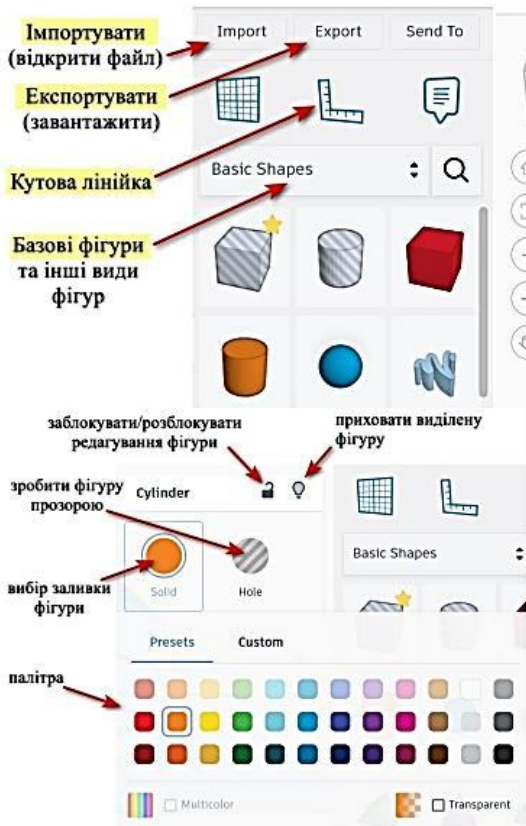 Імпортувати
(відкрити файл)
Import
Export
Send To
Експортувати
(завантажити)
Кутова лінійка
Basic Shapes
Базові фігури
та інші види
фігур
заблокувати/розблокувати
редагування фігури
приховати виділену
фігуру
зробити фігуру
прозорою
Cylinder
вибір заливки
фігури
Solid
Hole
Basic Shapes
Presets
Custom
палітра
Multicolor
Transparent